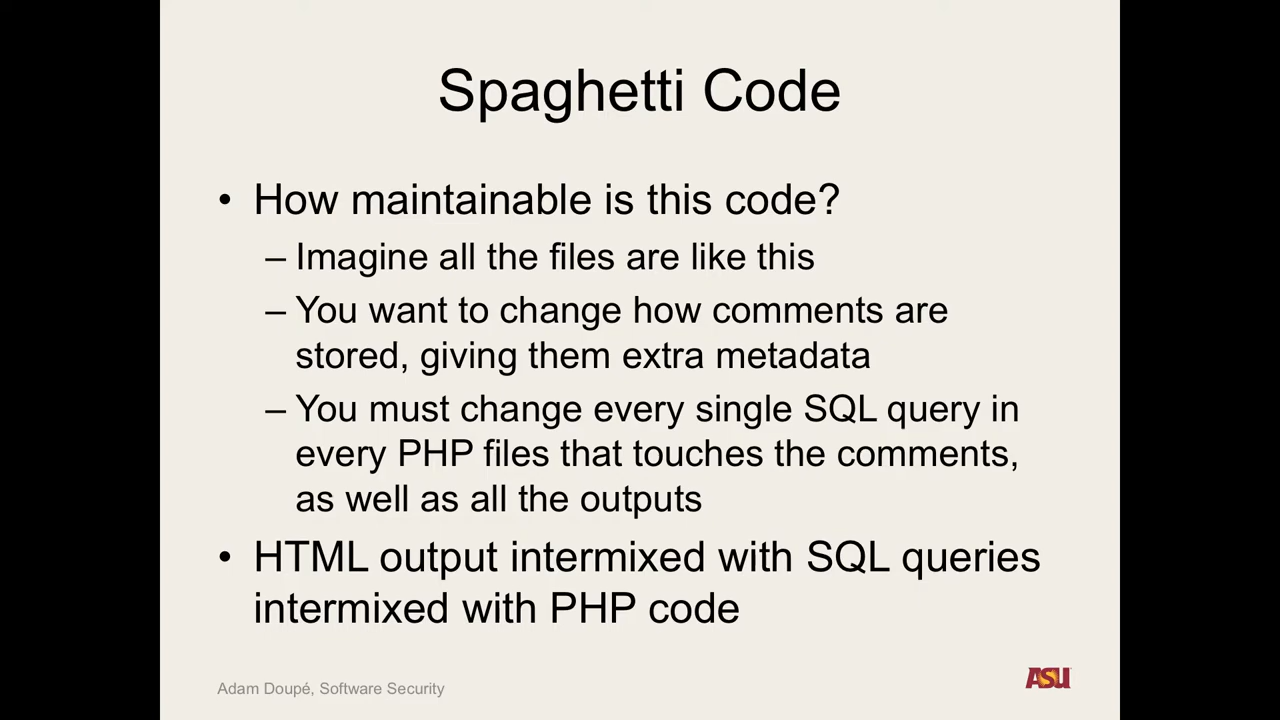 Spaghetti Code
• How maintainable is this code?
– Imagine all the files are like this
– You want to change how comments are
stored, giving them extra metadata
– You must change every single SQL query in
every PHP files that touches the comments,
as well as all the outputs
• HTML output intermixed with SQL queries
intermixed with PHP code
Adam Doupé, Software Security
ASU